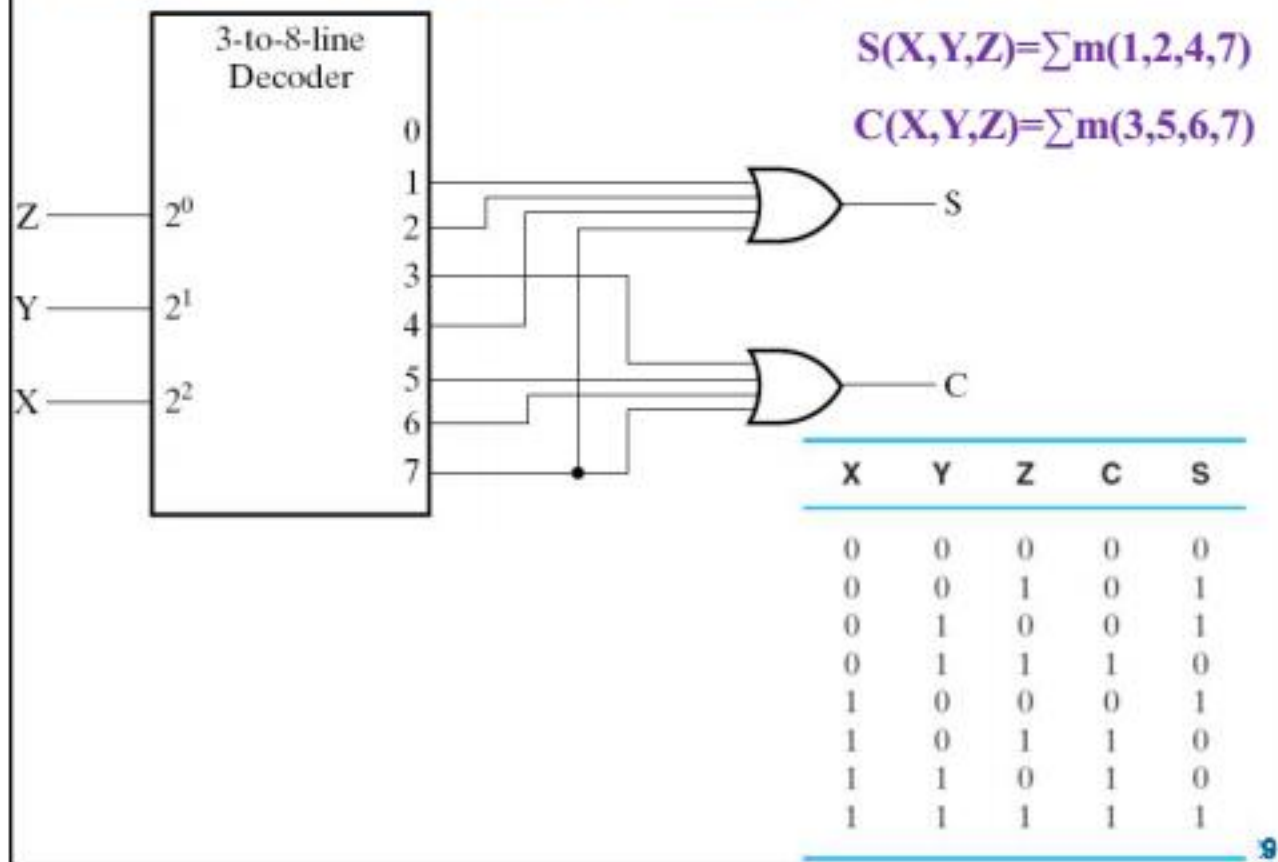 3-to-8-line
Decoder
S(X,Y,Z)=∑m(1,2,4,7)
C(X,Y,Z)=∑m(3,5,6,7)
0
1
2
3
4
5
6
7
Z
2⁰
Y
2¹
X
2²
S
C
X Y Z C S
0 0 0 0 0
0 0 1 0 1
0 1 0 0 1
0 1 1 1 0
1 0 0 0 1
1 0 1 1 0
1 1 0 1 0
1 1 1 1 1